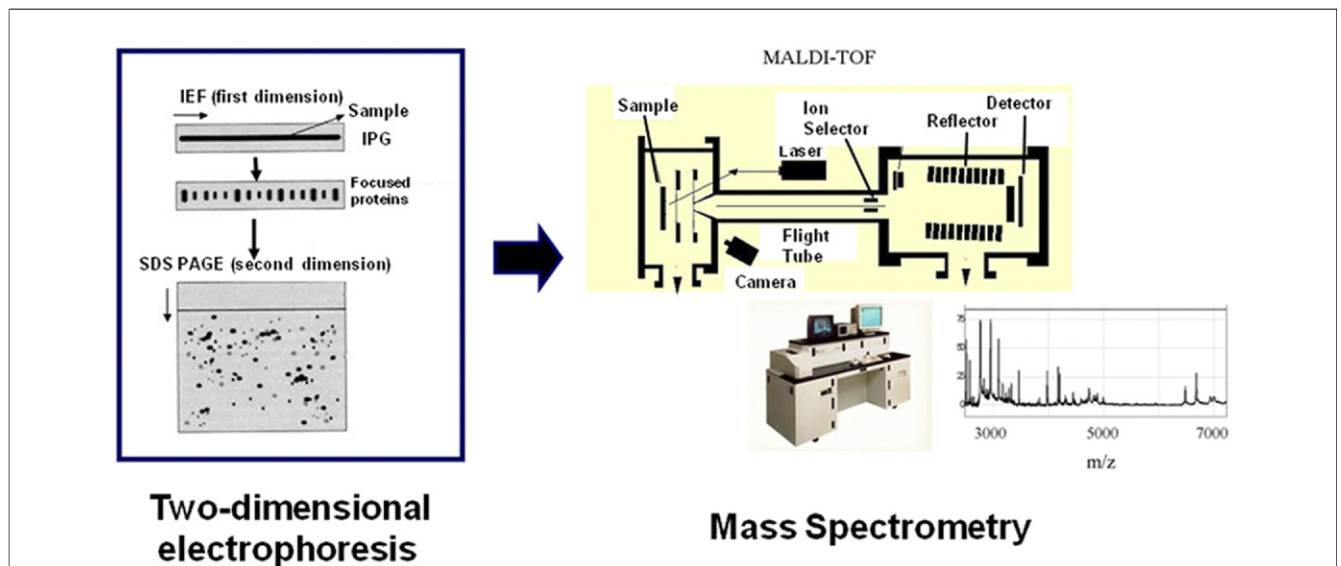 IEF (first dimension)
Sample
IPG
Focused
proteins
SDS PAGE (second dimension)
Two-dimensional
electrophoresis
MALDI-TOF
Sample
Ion
Selector
Laser
Reflector
Detector
Flight
Tube
Camera
75
50
25
0
3000 5000 7000
m/z
Mass Spectrometry